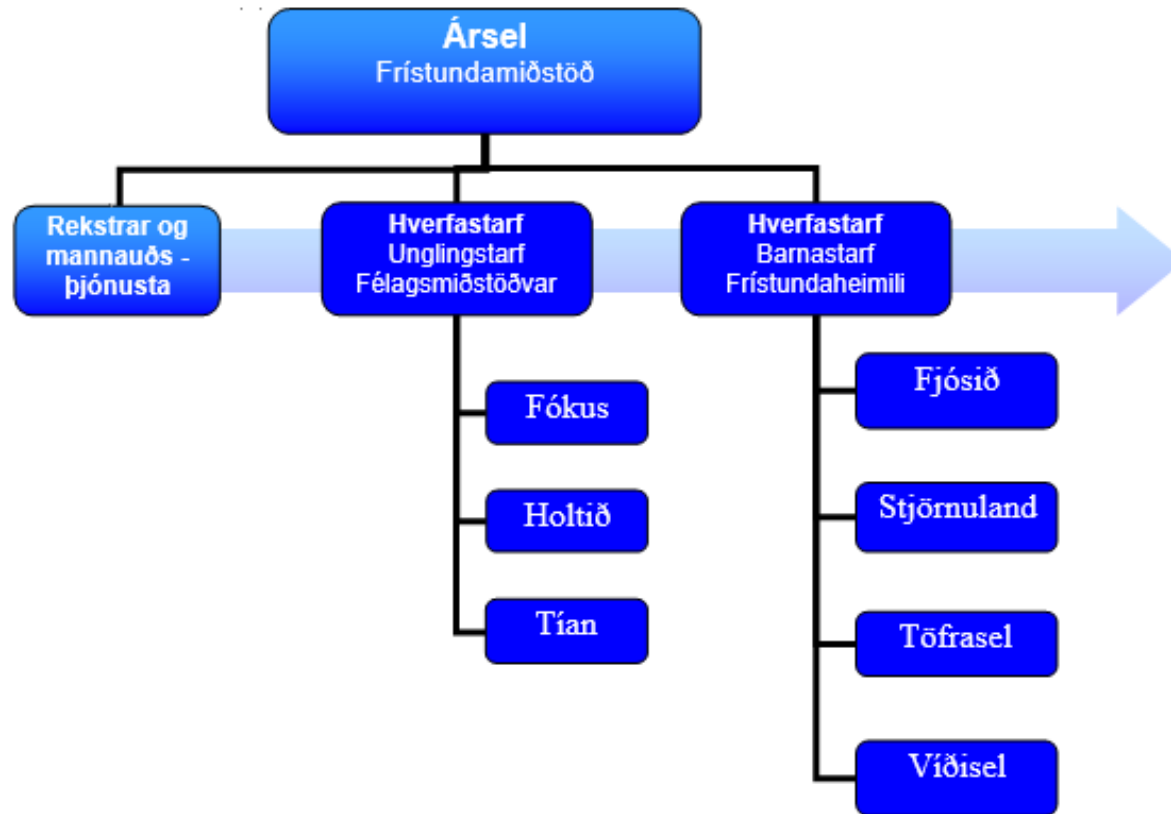 Ársel
Frístundamiðstöð
Rekstrar og
mannauðs -
þjónusta
Hverfastarf
Unglingstarf
Félagsmiðstöðvar
Hverfastarf
Barnastarf
Frístundaheimili
Fókus
Holtið
Tían
Fjósið
Stjörnuland
Töfrasel
Víðisel